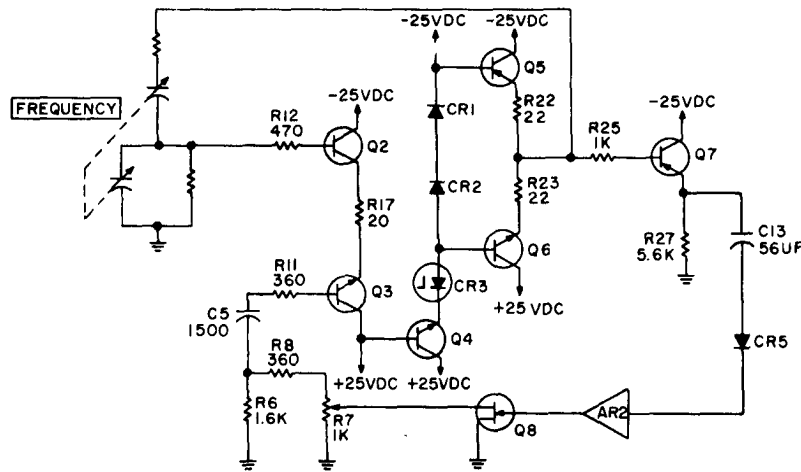 -25VDC
-25VDC
Q5
FREQUENCY
-25VDC
R12
470
Q2
CR1
R22
22
R25
1K
-25VDC
Q7
CR2
R23
22
R17
20
R27
5.6K
C13
56UF
Q6
R11
360
Q3
CR3
+25 VDC
C5
1500
Q4
CR5
R8
360
+25VDC
+25VDC
R6
1.6K
R7
1K
Q8
AR2